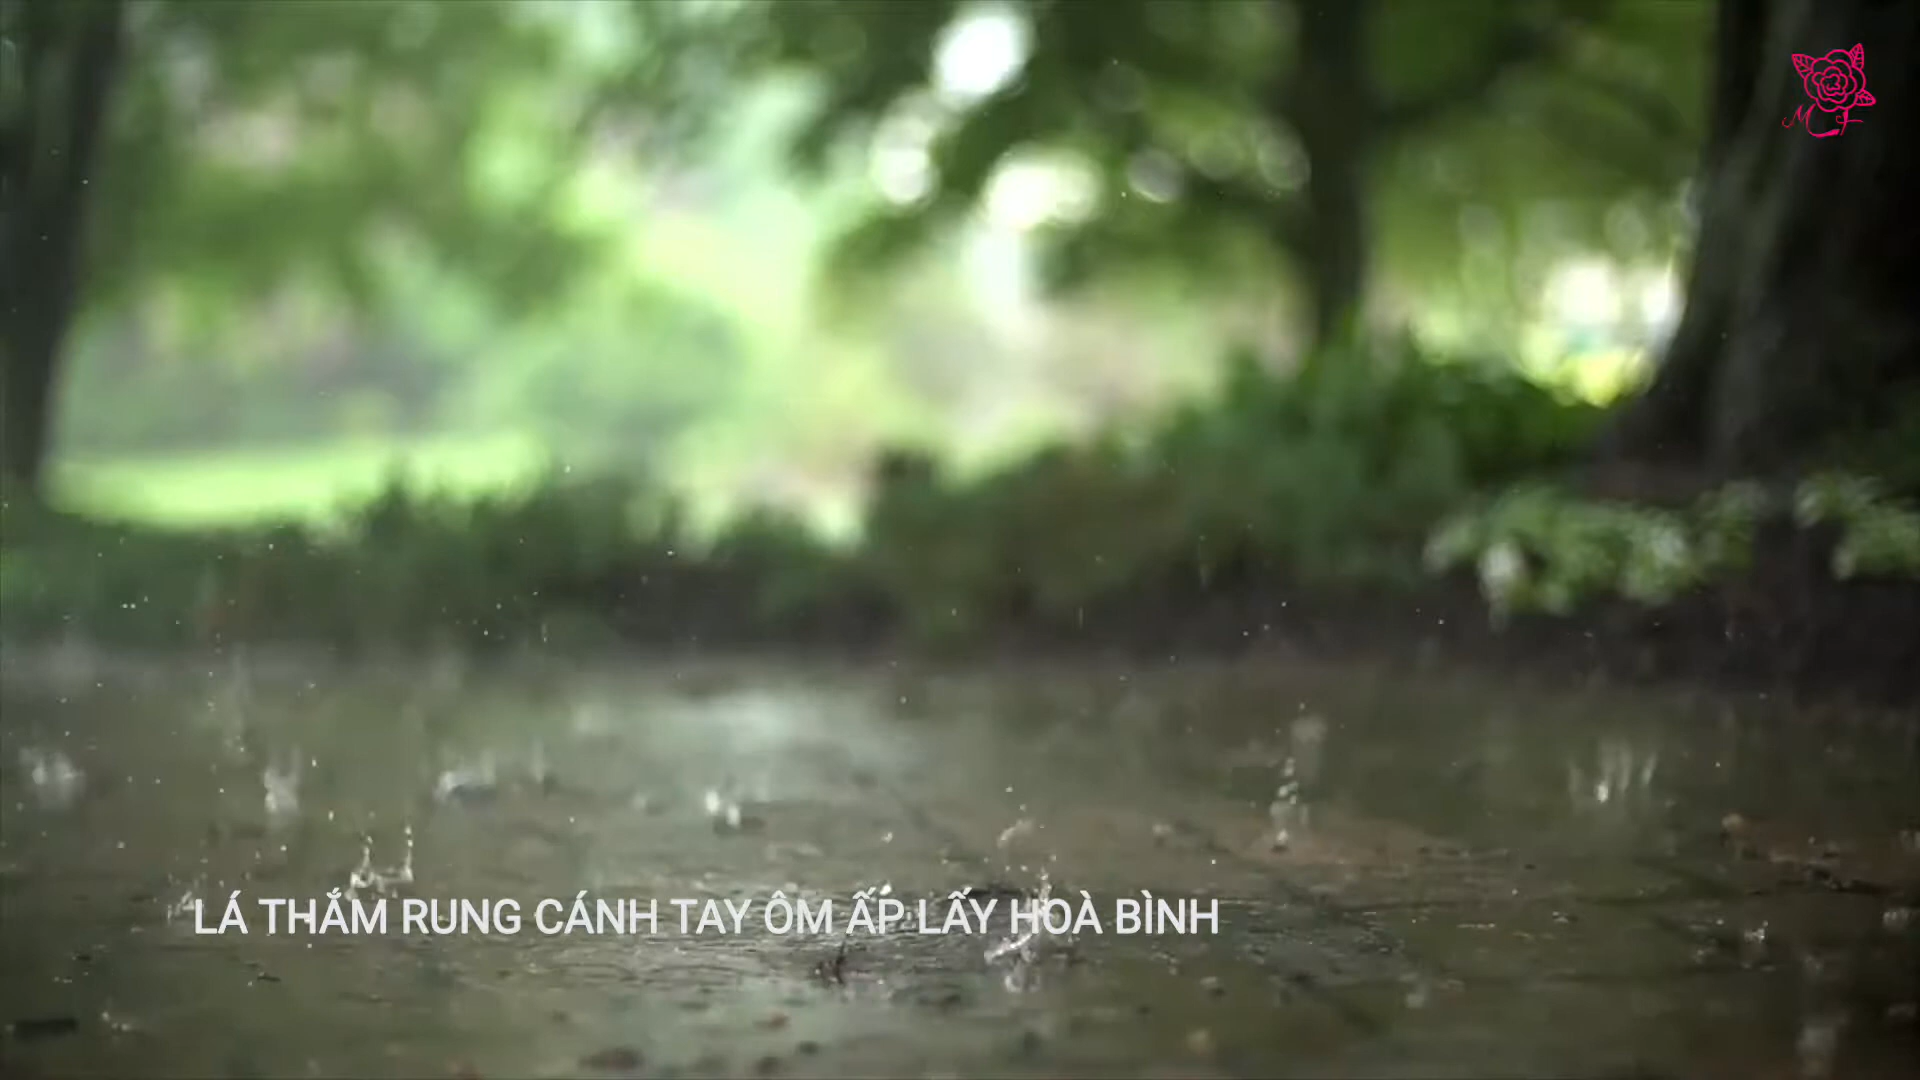 LÁ THẮM RUNG CÁNH TAY ÔM ẤP LẤY HOÀ BÌNH